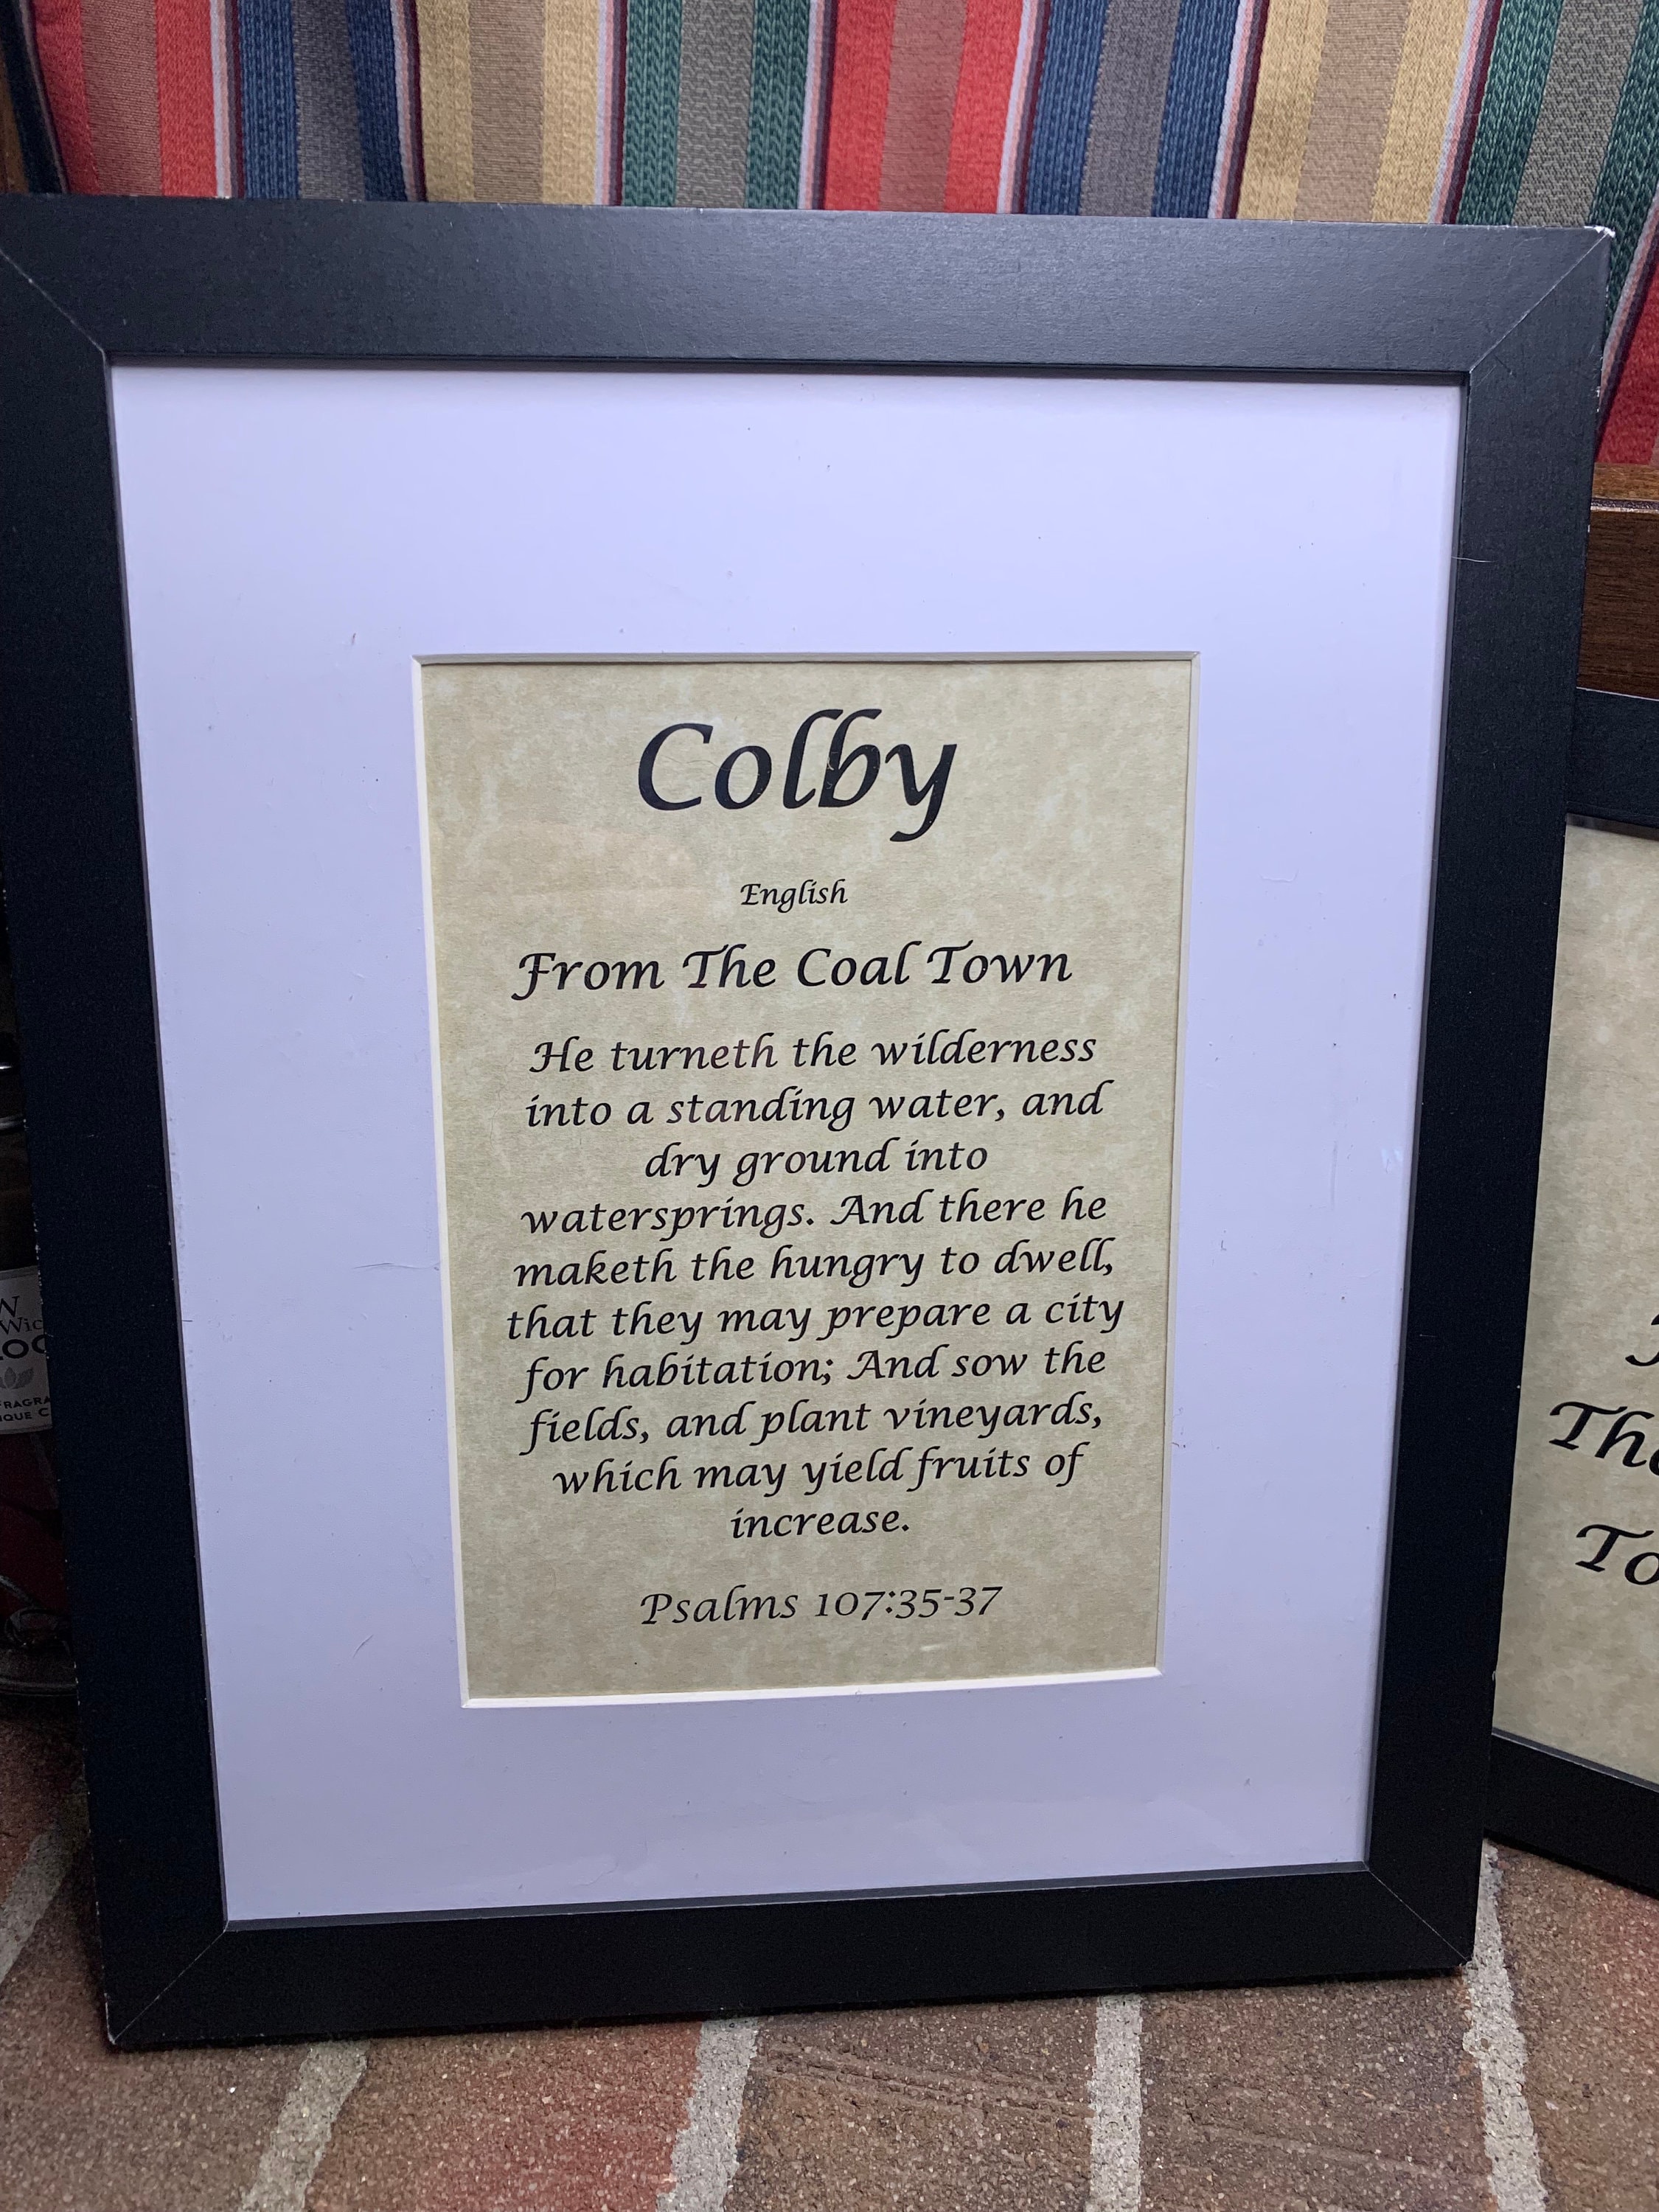 Colby
English
From The Coal Town
He turneth the wilderness
into a standing water, and
dry ground into
watersprings. And there he
maketh the hungry to dwell,
that they may prepare a city
for habitation; And sow the
fields, and plant vineyards,
which may yield fruits of
increase.
Psalms 107:35-37